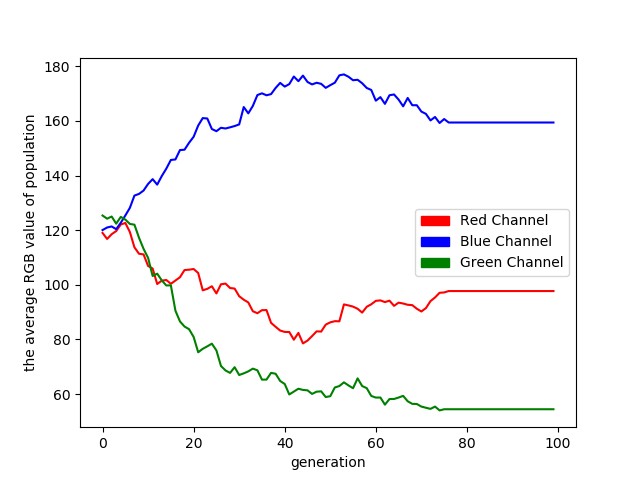 180
160
140
120
100
80
60
the average RGB value of population
Red Channel
Blue Channel
Green Channel
0 20 40 60 80 100
generation